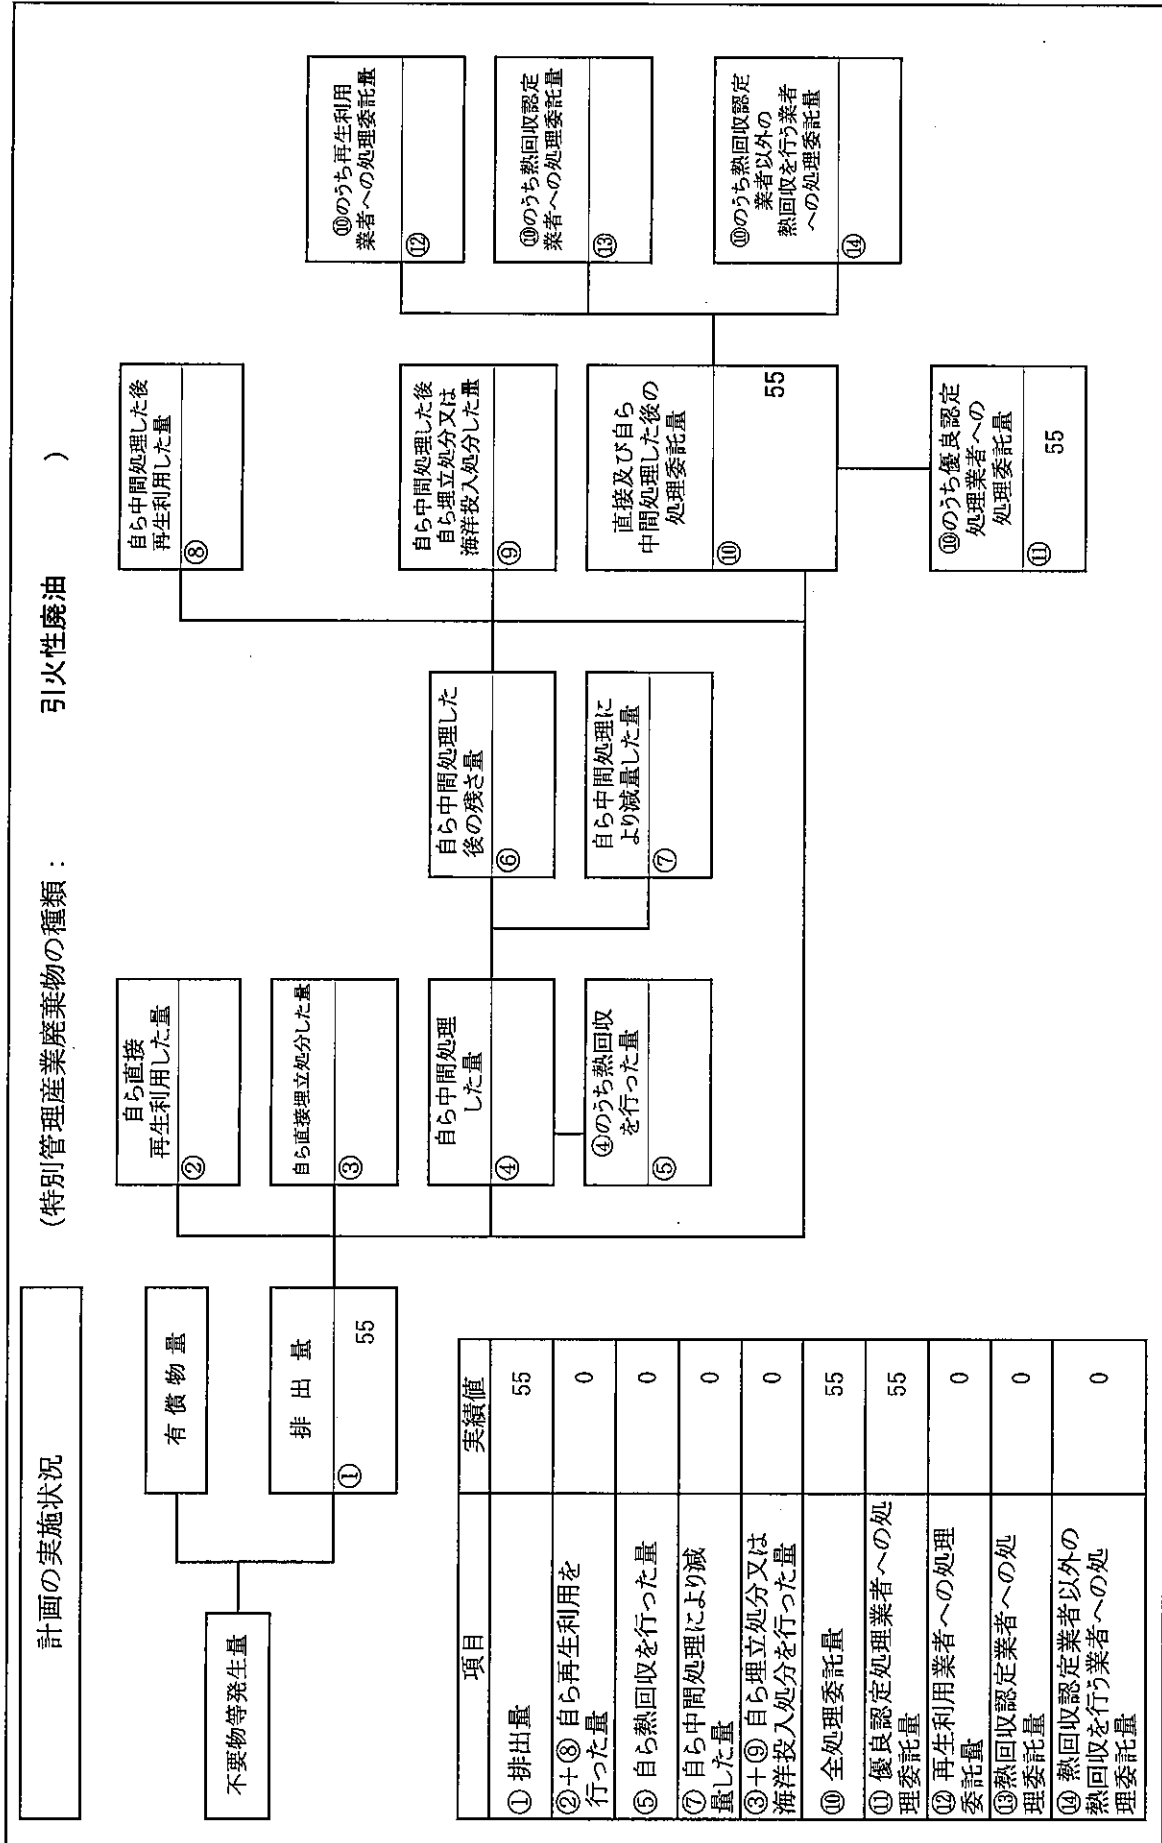 計画の実施状況
(特別管理産業廃棄物の種類：　引火性廃油　)
不要物等発生量
有償物量
排出量
①
55
自ら直接
再生利用した量
②
自ら直接埋立処分した量
③
自ら中間処理
した量
④
④のうち熱回収
を行った量
⑤
自ら中間処理した
後の残さ量
⑥
自ら中間処理に
より減量した量
⑦
自ら中間処理した後
再生利用した量
⑧
自ら中間処理した後
自ら埋立処分又は
海洋投入処分した量
⑨
直接及び自ら
中間処理した後の
処理委託量
⑩
55
⑩のうち優良認定
処理業者への
処理委託量
⑪
55
⑩のうち再生利用
業者への処理委託量
⑫
⑩のうち熱回収認定
業者への処理委託量
⑬
⑩のうち熱回収認定
業者以外の
熱回収を行う業者
への処理委託量
⑭
項目　実績値
①排出量　55
②＋⑧ 自ら再生利用を
行った量　0
⑤ 自ら熱回収を行った量　0
⑦ 自ら中間処理により減
量した量　0
③＋⑨ 自ら埋立処分又は
海洋投入処分を行った量　0
⑩ 全処理委託量　55
⑪ 優良認定処理業者への処
理委託量　55
⑫ 再生利用業者への処理
委託量　0
⑬熱回収認定業者への処
理委託量　0
⑭ 熱回収認定業者以外の
熱回収を行う業者への処
理委託量　0